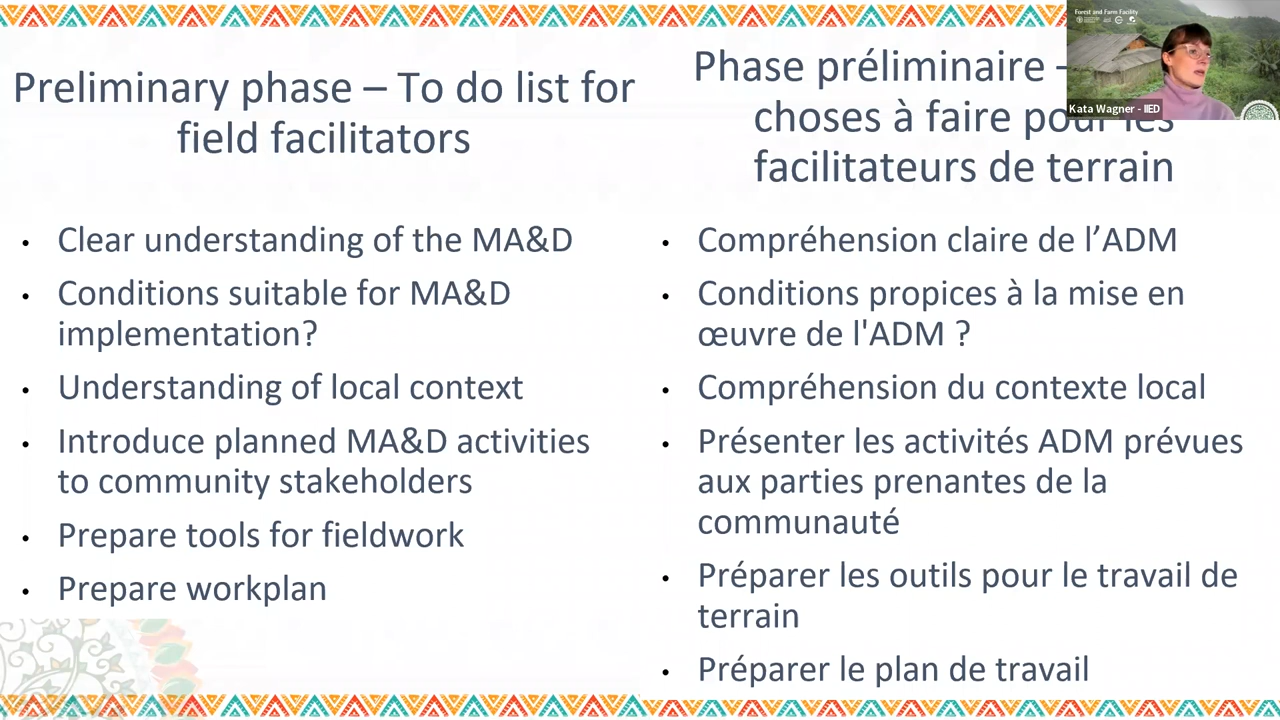 Preliminary phase – To do list for
field facilitators
• Clear understanding of the MA&D
• Conditions suitable for MA&D
implementation?
• Understanding of local context
• Introduce planned MA&D activities
to community stakeholders
• Prepare tools for fieldwork
• Prepare workplan
Phase préliminaire –
choses à faire pour les
facilitateurs de terrain
• Compréhension claire de l’ADM
• Conditions propices à la mise en
œuvre de l'ADM ?
• Compréhension du contexte local
• Présenter les activités ADM prévues
aux parties prenantes de la
communauté
• Préparer les outils pour le travail de
terrain
• Préparer le plan de travail
Forest and Farm Facility
Kata Wagner - IIED